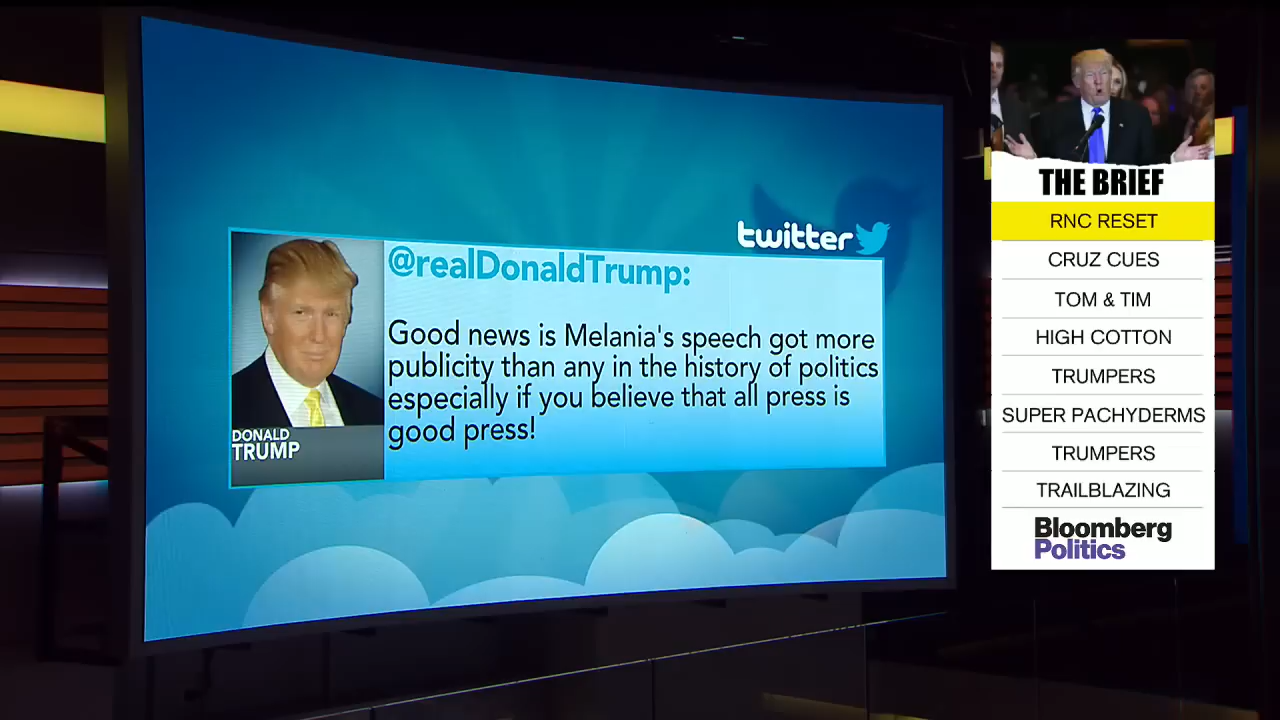 twitter
@realDonaldTrump:
Good news is Melania's speech got more
publicity than any in the history of politics
especially if you believe that all press is
good press!
DONALD
TRUMP
THE BRIEF
RNC RESET
CRUZ CUES
TOM & TIM
HIGH COTTON
TRUMPERS
SUPER PACHYDERMS
TRUMPERS
TRAILBLAZING
Bloomberg
Politics